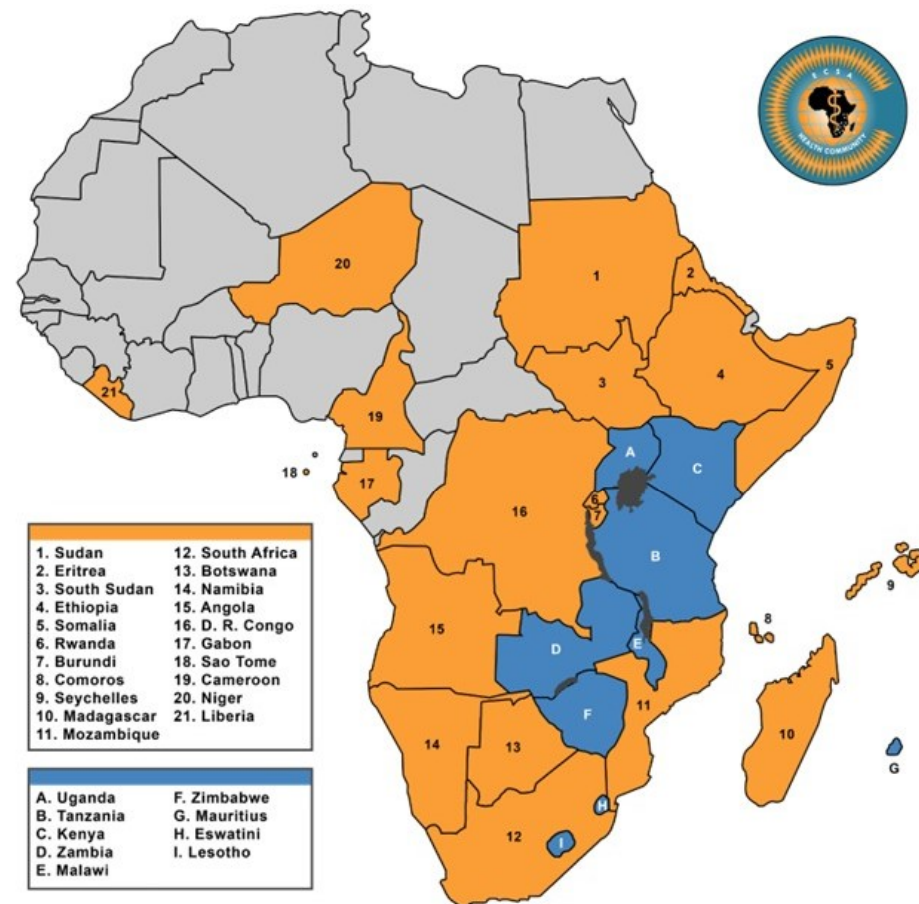 E C S A
HEALTH COMMUNITY
20
1
2
5
3
4
21
19
A
C
18
17
6
16
7
B
9
8
15
D
E
F
11
10
14
13
G
H
12
I
1. Sudan
2. Eritrea
3. South Sudan
4. Ethiopia
5. Somalia
6. Rwanda
7. Burundi
8. Comoros
9. Seychelles
10. Madagascar
11. Mozambique
12. South Africa
13. Botswana
14. Namibia
15. Angola
16. D. R. Congo
17. Gabon
18. Sao Tome
19. Cameroon
20. Niger
21. Liberia
A. Uganda
B. Tanzania
C. Kenya
D. Zambia
E. Malawi
F. Zimbabwe
G. Mauritius
H. Eswatini
I. Lesotho